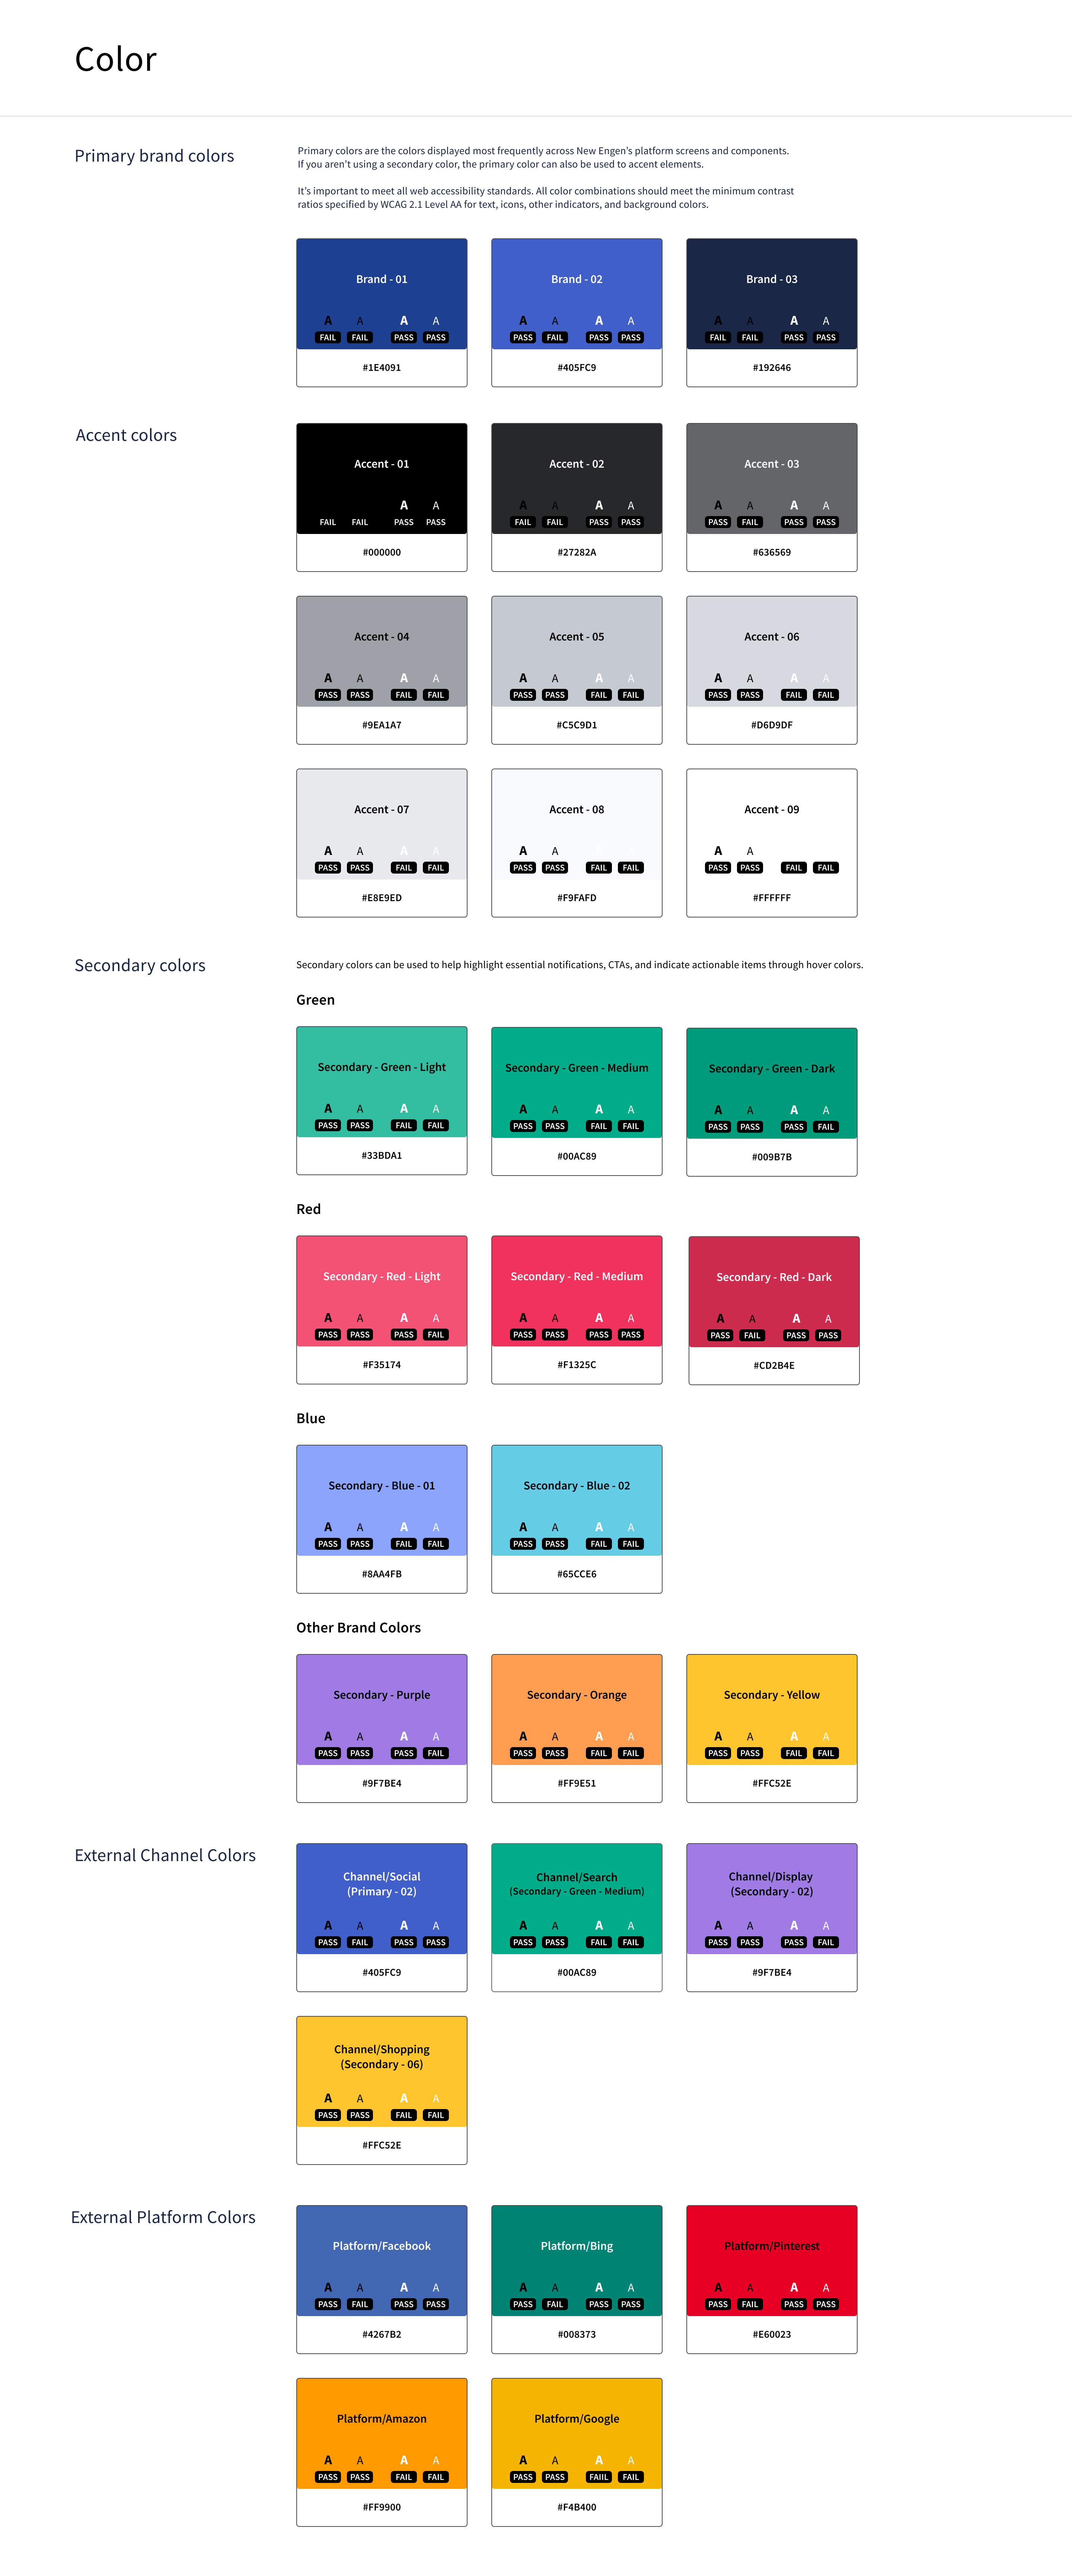 Color
Primary brand colors
Primary colors are the colors displayed most frequently across New Engen's platform screens and components.
If you aren't using a secondary color, the primary color can also be used to accent elements.
It's important to meet all web accessibility standards. All color combinations should meet the minimum contrast
ratios specified by WCAG 2.1 Level AA for text, icons, other indicators, and background colors.
Brand - 01 Brand - 02 Brand - 03
A A A A A A A A A A A A
FAIL FAIL PASS PASS PASS FAIL PASS PASS FAIL FAIL PASS PASS
#1E4091 #405FC9 #192646
Accent colors
Accent - 01 Accent - 02 Accent - 03
A A A A A A A A A A
FAIL FAIL PASS PASS FAIL FAIL PASS PASS PASS FAIL PASS PASS
#000000 #27282A #636569
Accent - 04 Accent - 05 Accent - 06
A A A A A A A A A A A A
PASS PASS FAIL FAIL PASS PASS FAIL FAIL PASS PASS FAIL FAIL
#9EA1A7 #C5C9D1 #D6D9DF
Accent - 07 Accent - 08 Accent - 09
A A A A A A A A
PASS PASS FAIL FAIL PASS PASS FAIL FAIL PASS PASS FAIL FAIL
#E8E9ED #F9FAFD #FFFFFF
Secondary colors
Secondary colors can be used to help highlight essential notifications, CTAs, and indicate actionable items through hover colors.
Green
Secondary - Green - Light Secondary - Green - Medium Secondary - Green - Dark
A A A A A A A A A A A A
PASS PASS FAIL FAIL PASS PASS FAIL FAIL PASS PASS PASS FAIL
#33BDA1 #00AC89 #009B7B
Red
Secondary - Red - Light Secondary - Red - Medium Secondary - Red - Dark
A A A A A A A A A A A A
PASS PASS PASS FAIL PASS PASS PASS PASS PASS FAIL PASS PASS
#F35174 #F1325C #CD2B4E
Blue
Secondary - Blue - 01 Secondary - Blue - 02
A A A A A A A A
PASS PASS FAIL FAIL PASS PASS FAIL FAIL
#8AA4FB #65CCE6
Other Brand Colors
Secondary - Purple Secondary - Orange Secondary - Yellow
A A A A A A A A A A A A
PASS PASS PASS FAIL PASS PASS FAIL FAIL PASS PASS FAIL FAIL
#9F7BE4 #FF9E51 #FFC52E
External Channel Colors
Channel/Social Channel/Search Channel/Display
(Primary - 02) (Secondary - Green - Medium) (Secondary - 02)
A A A A A A A A A A A A
PASS FAIL PASS PASS PASS PASS FAIL FAIL PASS PASS PASS FAIL
#405FC9 #00AC89 #9F7BE4
Channel/Shopping
(Secondary - 06)
A A A A
PASS PASS FAIL FAIL
#FFC52E
External Platform Colors
Platform/Facebook Platform/Bing Platform/Pinterest
A A A A A A A A A A A A
PASS FAIL PASS PASS PASS FAIL PASS PASS PASS FAIL PASS PASS
#4267B2 #008373 #E60023
Platform/Amazon Platform/Google
A A A A A A A A
PASS PASS FAIL FAIL PASS PASS FAIIL FAIL
#FF9900 #F4B400